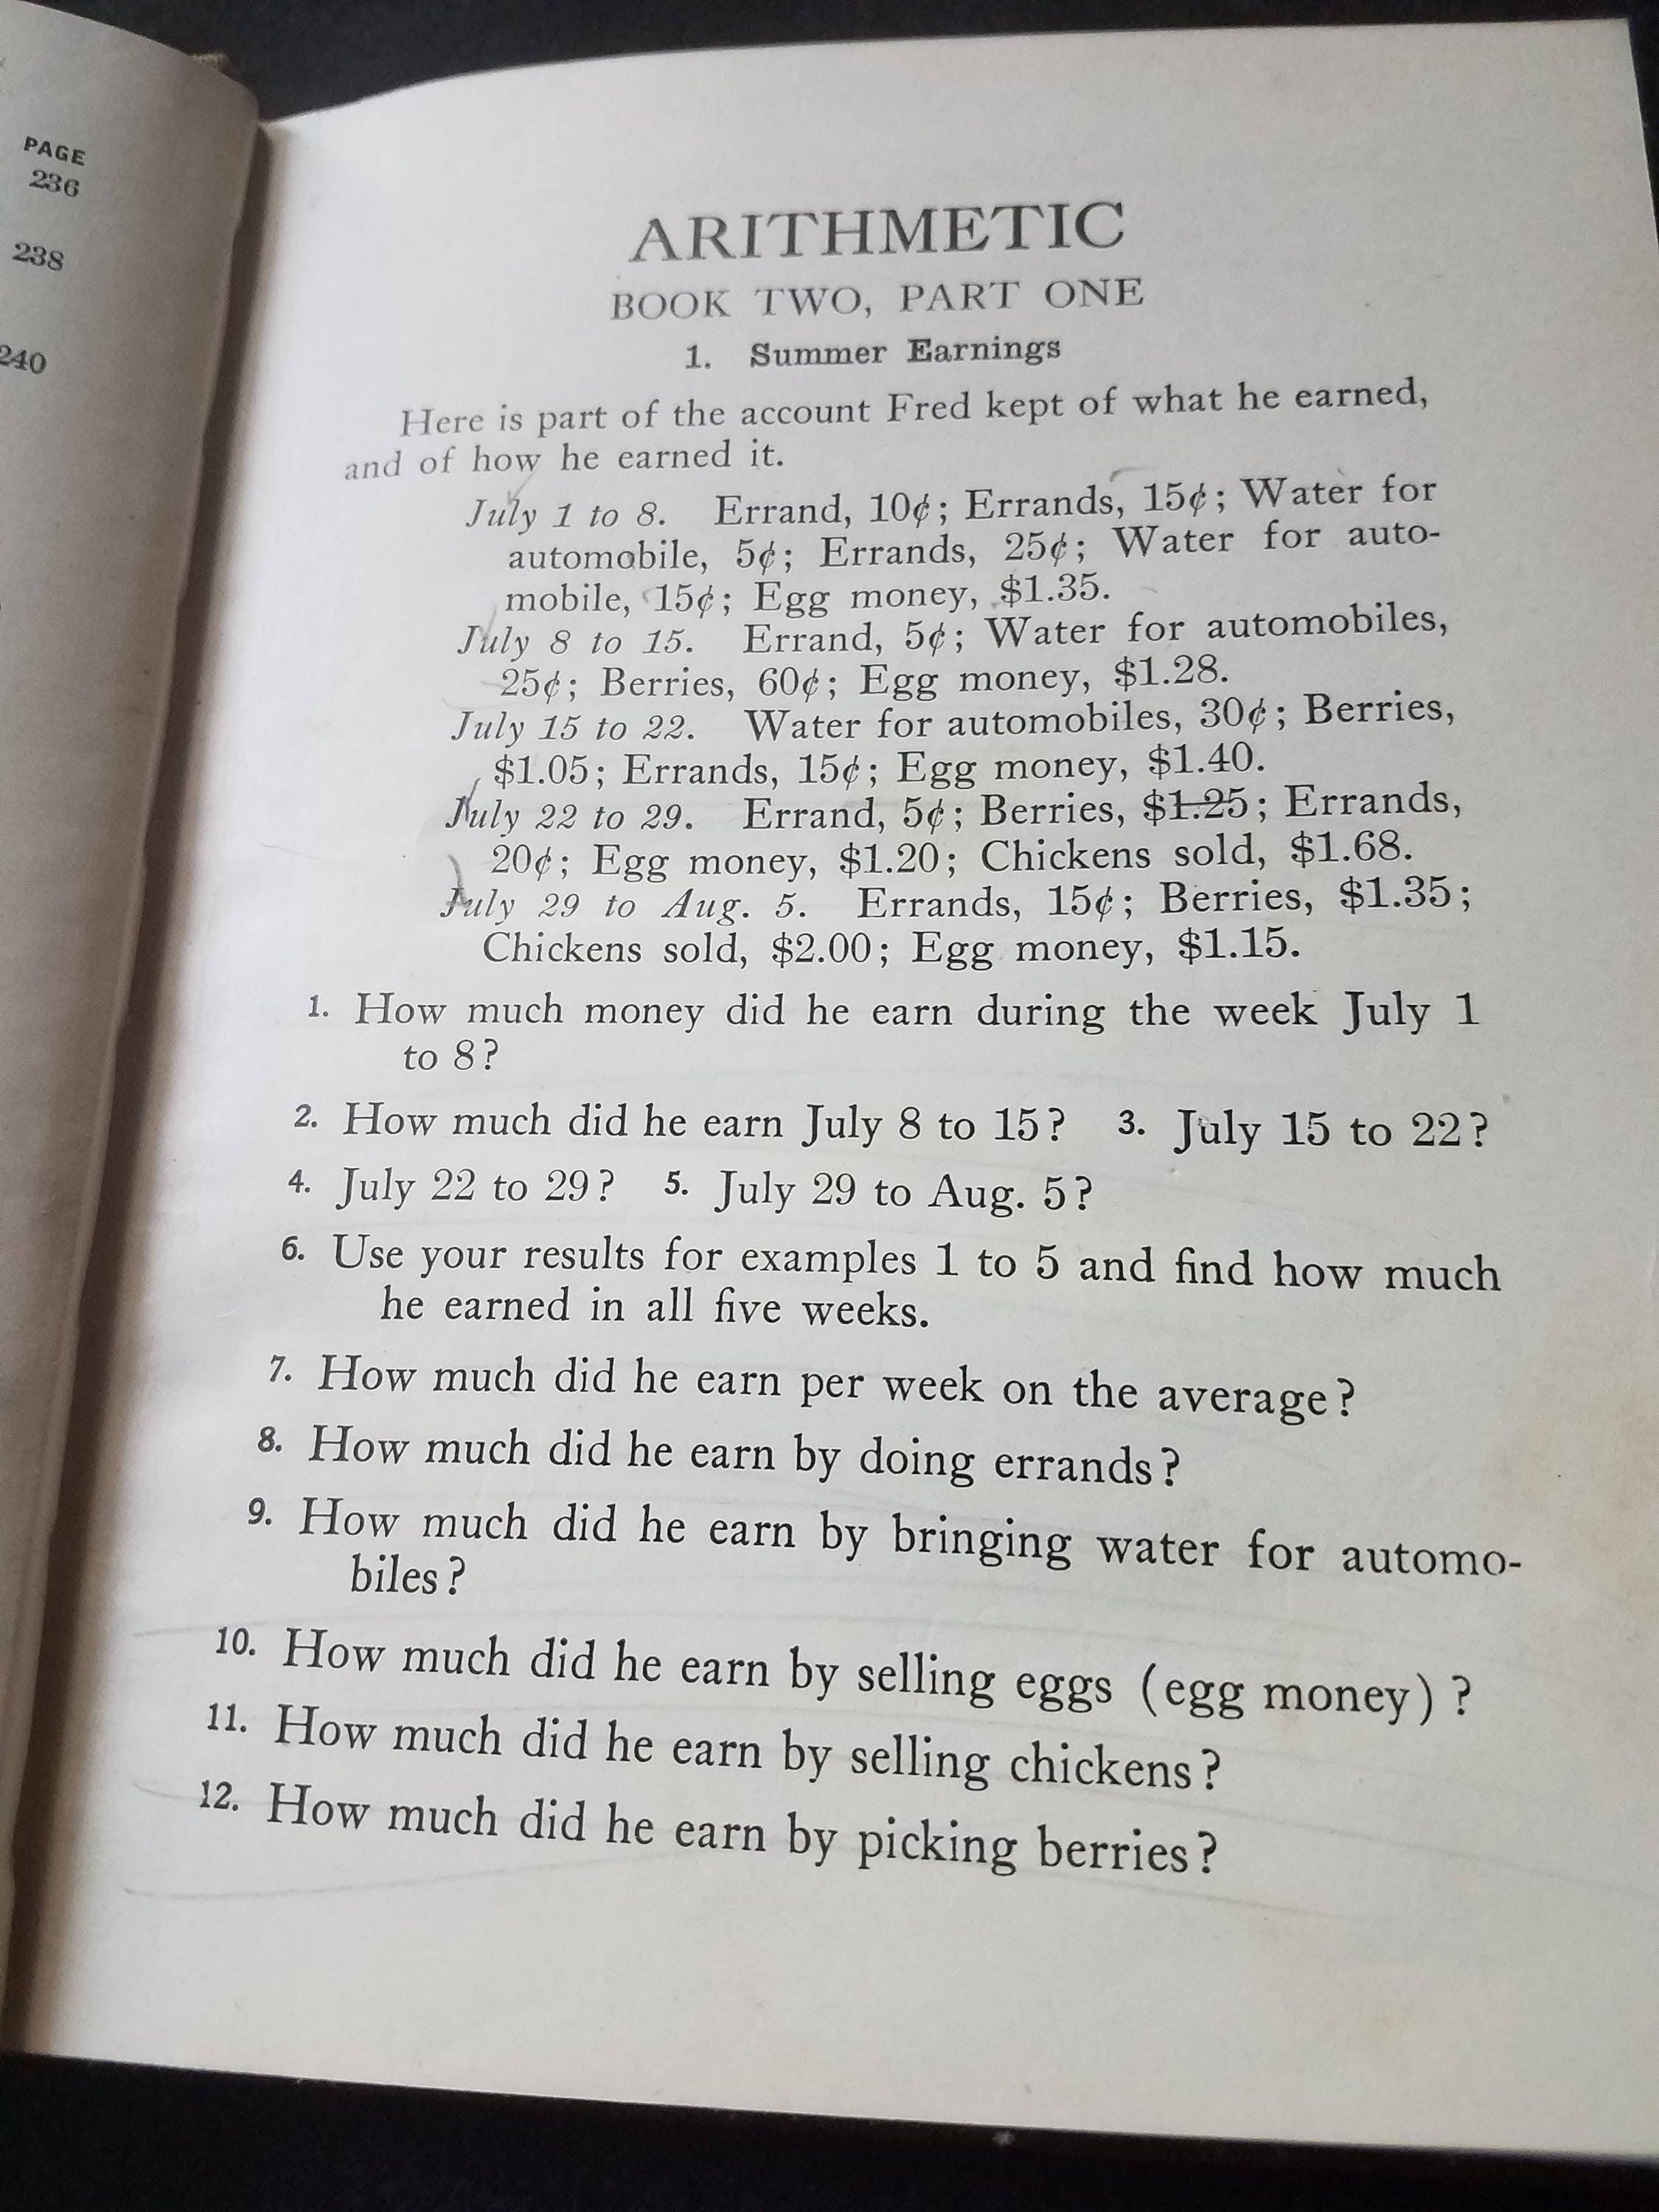 PAGE
236
238
240
ARITHMETIC
BOOK TWO, PART ONE
1. Summer Earnings
Here is part of the account Fred kept of what he earned,
and of how he earned it.
July 1 to 8. Errand, 10¢; Errands, 15¢; Water for
automobile, 5¢; Errands, 25¢; Water for auto-
mobile, 15¢; Egg money, $1.35.
July 8 to 15. Errand, 5¢; Water for automobiles,
25¢; Berries, 60¢; Egg money, $1.28.
July 15 to 22. Water for automobiles, 30¢; Berries,
$1.05; Errands, 15¢; Egg money, $1.40.
July 22 to 29. Errand, 5¢; Berries, $1.25; Errands,
20¢; Egg money, $1.20; Chickens sold, $1.68.
July 29 to Aug. 5. Errands, 15¢; Berries, $1.35;
Chickens sold, $2.00; Egg money, $1.15.
1. How much money did he earn during the week July 1
to 8?
2. How much did he earn July 8 to 15? 3. July 15 to 22?
4. July 22 to 29? 5. July 29 to Aug. 5?
6. Use your results for examples 1 to 5 and find how much
he earned in all five weeks.
7. How much did he earn per week on the average?
8. How much did he earn by doing errands?
9. How much did he earn by bringing water for automo-
biles?
10. How much did he earn by selling eggs (egg money)?
11. How much did he earn by selling chickens?
12. How much did he earn by picking berries?